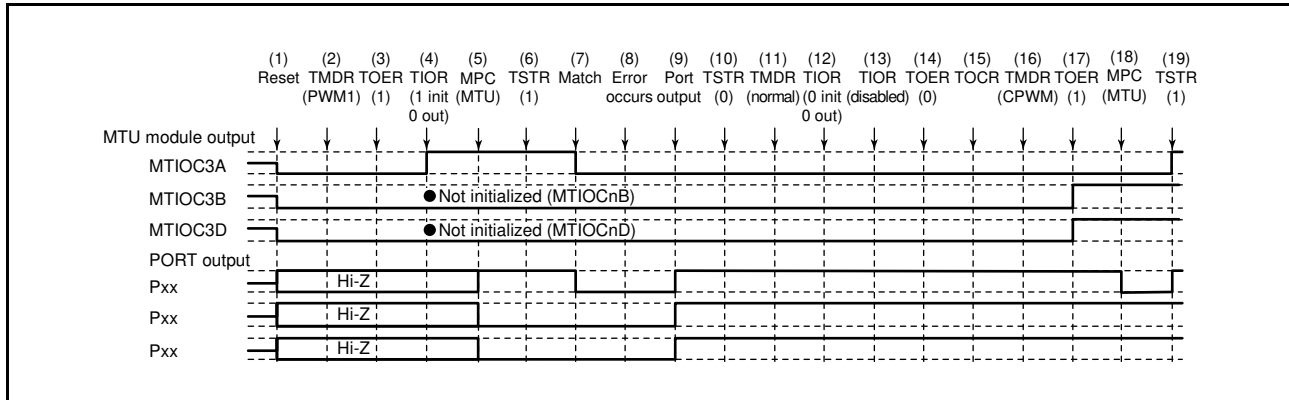 (1) (2) (3) (4) (5) (6) (7) (8) (9) (10) (11) (12) (13) (14) (15) (16) (17) (18) (19)
Reset TMDR TOER TIOR MPC TSTR Match Error Port TSTR TMDR TIOR TIOR TOER TOCR TMDR TOER MPC TSTR
(PWM1) (1) (1 init (MTU) (1) occurs output (0) (normal) (0 init (disabled) (0) (CPWM) (1) (MTU) (1)
0 out) 0 out)
MTU module output
MTIOC3A
MTIOC3B ●Not initialized (MTIOCnB)
MTIOC3D ●Not initialized (MTIOCnD)
PORT output
Pxx Hi-Z
Pxx Hi-Z
Pxx Hi-Z